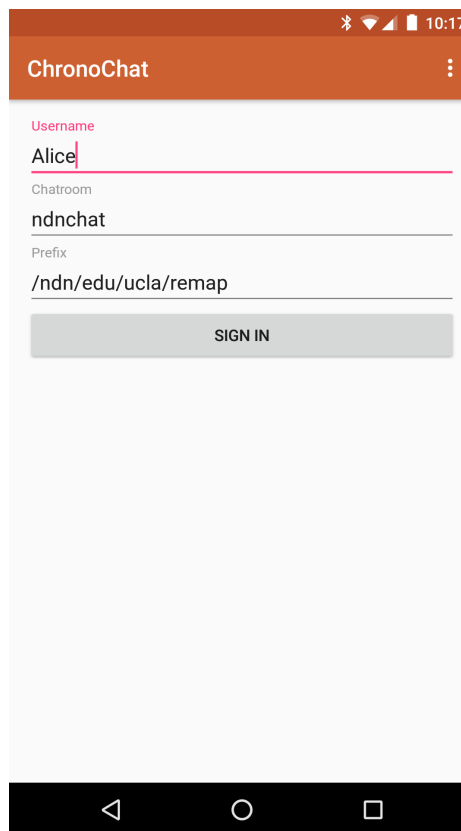 10:17
ChronoChat
Username
Alice
Chatroom
ndnchat
Prefix
/ndn/edu/ucla/remap
SIGN IN